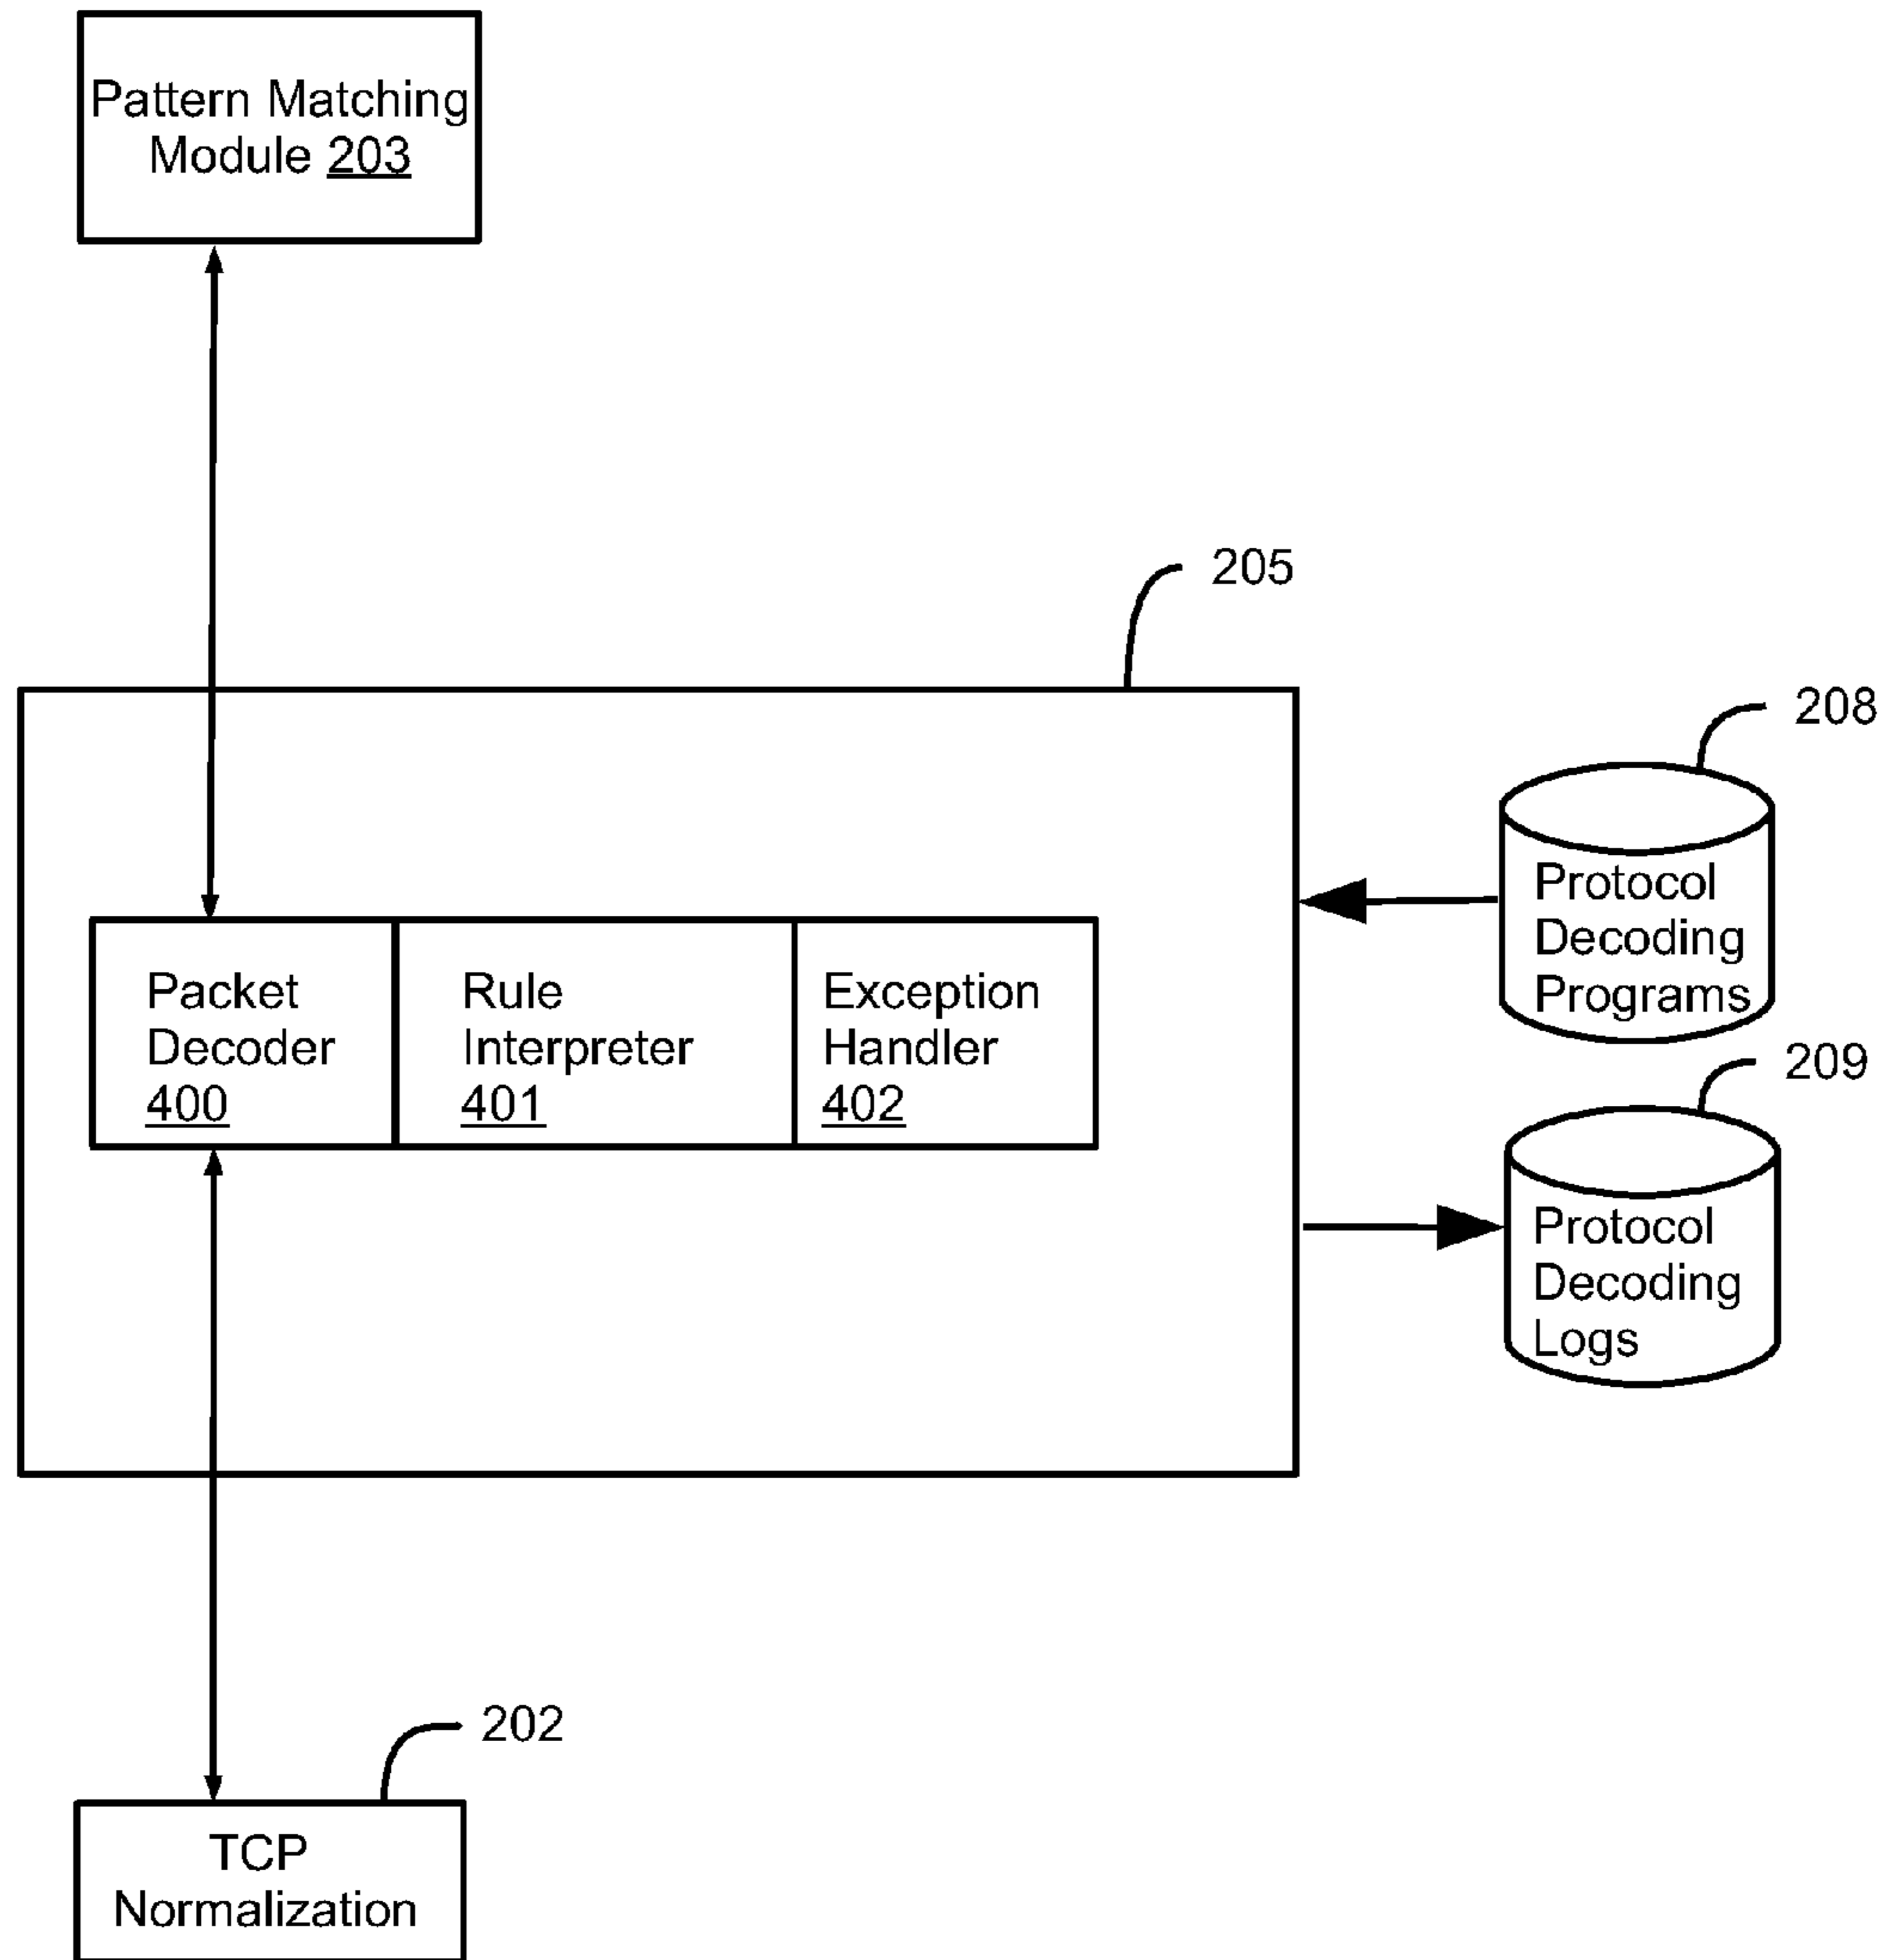 Pattern Matching
Module 203
205
208
Protocol
Decoding
Programs
Packet
Decoder
400
Rule
Interpreter
401
Exception
Handler
402
209
Protocol
Decoding
Logs
202
TCP
Normalization